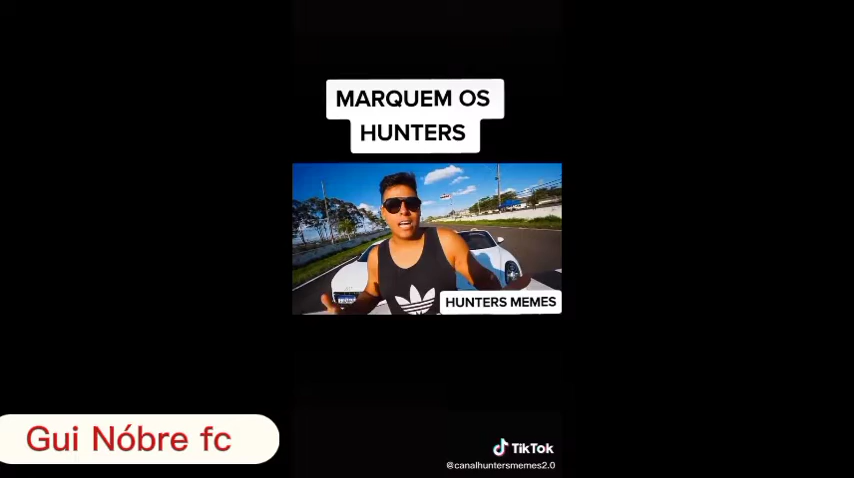 MARQUEM OS
HUNTERS
HUNTERS MEMES
Gui Nóbre fc
TikTok
@canalhuntersmemes2.0